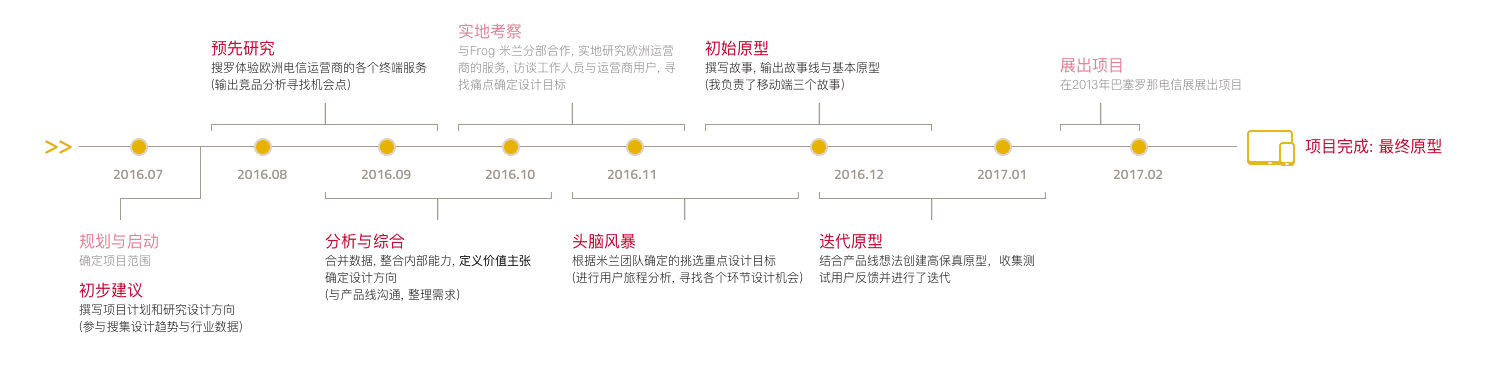 实地考察
与Frog 米兰分部合作, 实地研究欧洲运营
商的服务, 访谈工作人员与运营商用户, 寻
找痛点确定设计目标
预先研究
搜罗体验欧洲电信运营商的各个终端服务
(输出竞品分析寻找机会点)
初始原型
撰写故事, 输出故事线与基本原型
(我负责了移动端三个故事)
展出项目
在2013年巴塞罗那电信展展出项目
>>
项目完成: 最终原型
2016.07
2016.08
2016.09
2016.10
2016.11
2016.12
2017.01
2017.02
规划与启动
确定项目范围
初步建议
撰写项目计划和研究设计方向
(参与搜集设计趋势与行业数据)
分析与综合
合并数据, 整合内部能力, 定义价值主张
确定设计方向
(与产品线沟通, 整理需求)
头脑风暴
根据米兰团队确定的挑选重点设计目标
(进行用户旅程分析, 寻找各个环节设计机会)
迭代原型
结合产品线想法创建高保真原型，收集测
试用户反馈并进行了迭代